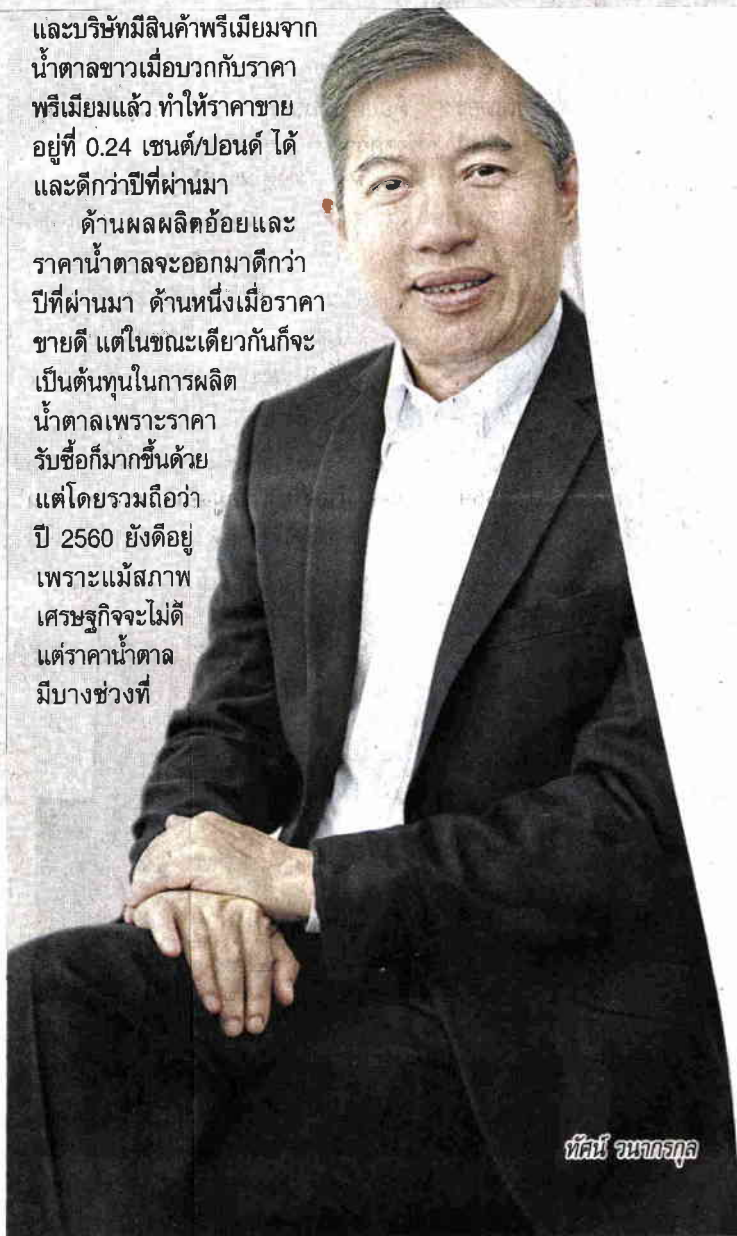 และบริษัทมีสินค้าพรีเมียมจาก
น้ำตาลขาวเมื่อบวกกับราคา
พรีเมียมแล้ว ทำให้ราคาขาย
อยู่ที่ 0.24 เซนต์/ปอนด์ ได้
และดีกว่าปีที่ผ่านมา
ด้านผลผลิตอ้อยและ
ราคาน้ำตาลจะออกมาดีกว่า
ปีที่ผ่านมา ด้านหนึ่งเมื่อราคา
ขายดี แต่ในขณะเดียวกันก็จะ
เป็นต้นทุนในการผลิต
น้ำตาลเพราะราคา
รับซื้อก็มากขึ้นด้วย
แต่โดยรวมถือว่า
ปี 2560 ยังดีอยู่
เพราะแม้สภาพ
เศรษฐกิจจะไม่ดี
แต่ราคาน้ำตาล
มีบางช่วงที่
ทัศน์ วนากรกุล